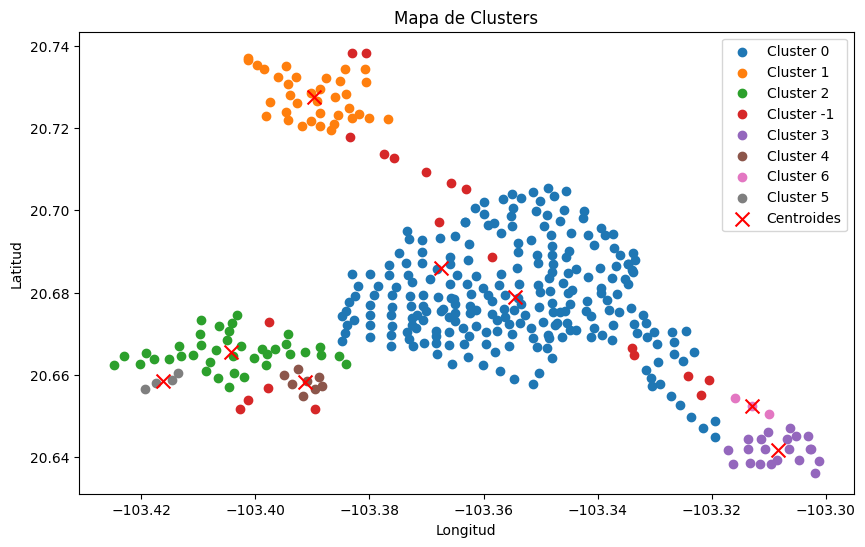 Mapa de Clusters
20.74
20.72
20.70
20.68
20.66
20.64
Latitud
−103.42
−103.40
−103.38
−103.36
−103.34
−103.32
−103.30
Longitud
Cluster 0
Cluster 1
Cluster 2
Cluster -1
Cluster 3
Cluster 4
Cluster 6
Cluster 5
Centroides